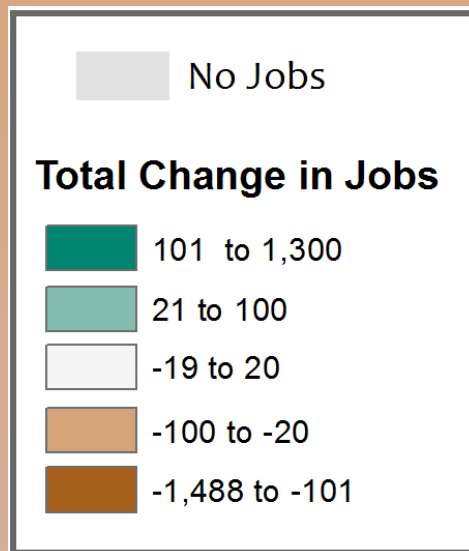 No Jobs
Total Change in Jobs
101 to 1,300
21 to 100
-19 to 20
-100 to -20
-1,488 to -101